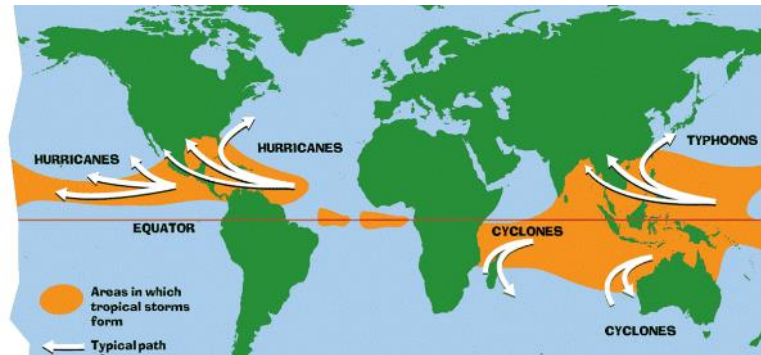 HURRICANES
HURRICANES
TYPHOONS
EQUATOR
CYCLONES
Areas in which
tropical storms
form
Typical path
CYCLONES